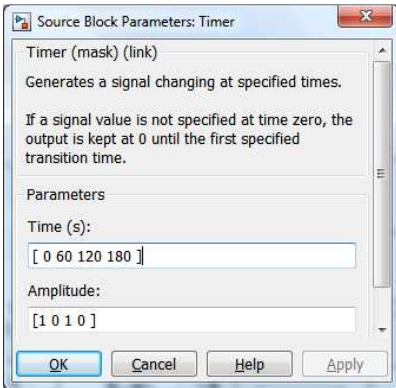 Source Block Parameters: Timer
Timer (mask) (link)
Generates a signal changing at specified times.
If a signal value is not specified at time zero, the
output is kept at 0 until the first specified
transition time.
Parameters
Time (s):
[ 0 60 120 180 ]
Amplitude:
[1 0 1 0 ]
OK Cancel Help Apply